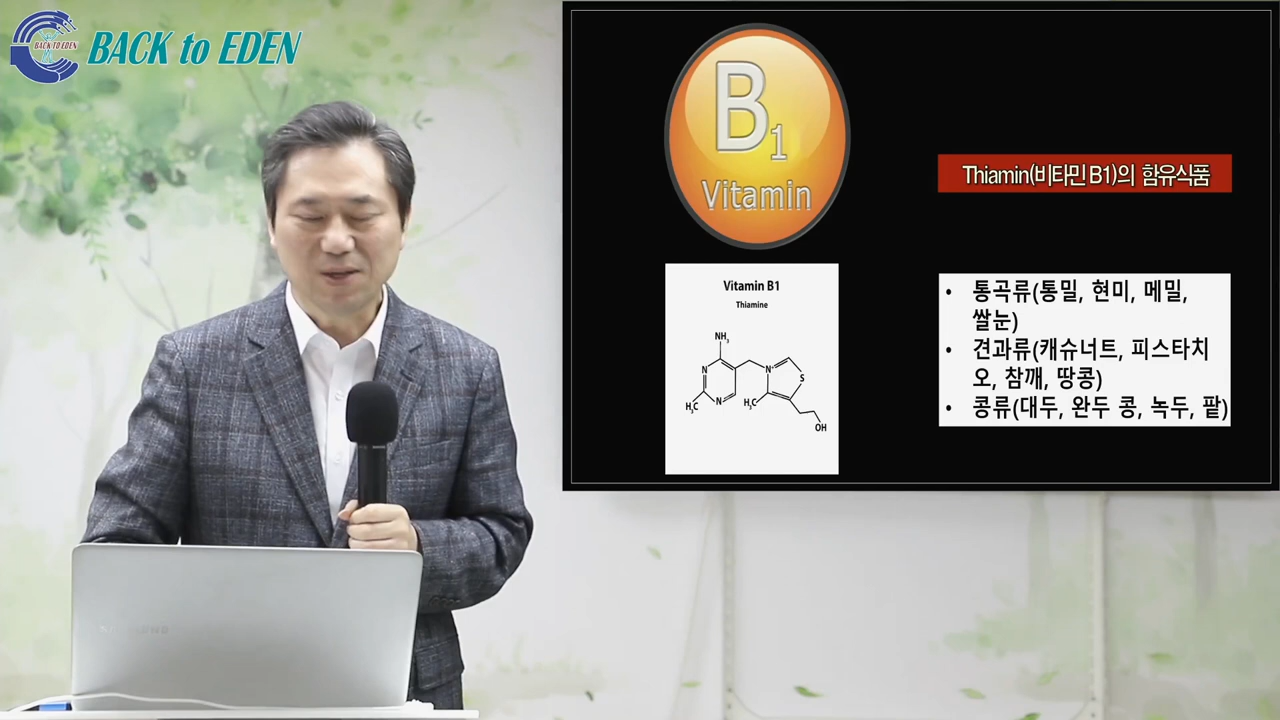 BACK TO EDEN
BACK to EDEN
B1
Vitamin
Thiamin(비타민 B1)의 함유식품
Vitamin B1
Thiamine
NH₂
N
N
H₃C
N⁺
S
H₃C
OH
• 통곡류(통밀, 현미, 메밀,
쌀눈)
• 견과류(캐슈너트, 피스타치
오, 참깨, 땅콩)
• 콩류(대두, 완두 콩, 녹두, 팥)